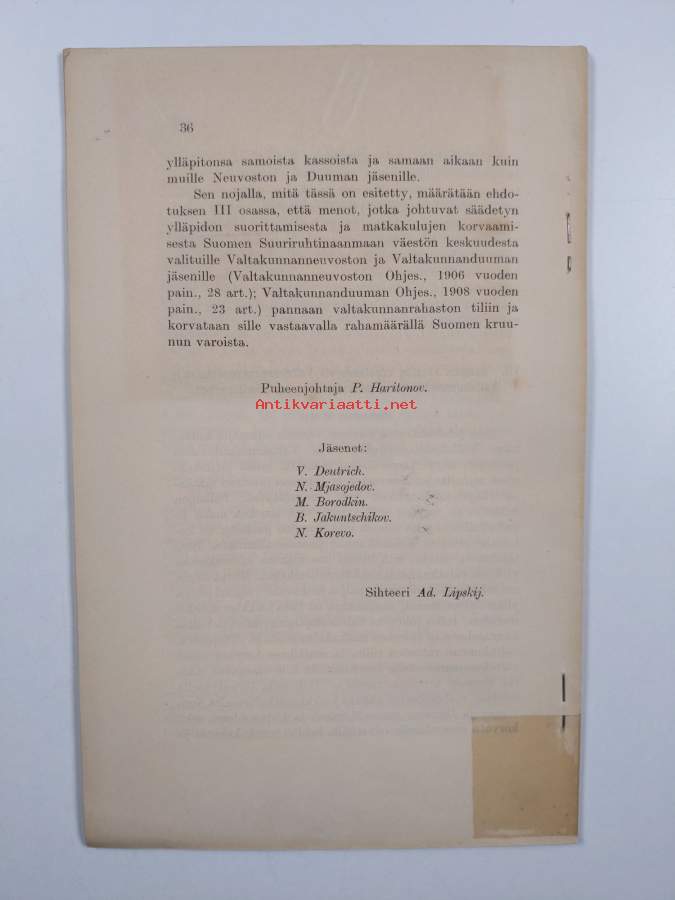 36
ylläpitonsa samoista kassoista ja samaan aikaan kuin
muille Neuvoston ja Duuman jäsenille.
Sen nojalla, mitä tässä on esitetty, määrätään ehdo-
tuksen III osassa, että menot, jotka johtuvat säädetyn
ylläpidon suorittamisesta ja matkakulujen korvaami-
sesta Suomen Suuriruhtinaanmaan väestön keskuudesta
valituille Valtakunnanneuvoston ja Valtakunnanduuman
jäsenille (Valtakunnanneuvoston Ohjes., 1906 vuoden
pain., 28 art.); Valtakunnanduuman Ohjes., 1908 vuoden
pain., 23 art.) pannaan valtakunnanrahaston tiliin ja
korvataan sille vastaavalla rahamäärällä Suomen kruu-
nun varoista.
Puheenjohtaja P. Haritonov.
Antikvariaatti.net
Jäsenet:
V. Deutrich.
N. Mjasojedov.
M. Borodkin.
B. Jakuntschikov.
N. Korevo.
Sihteeri Ad. Lipskij.